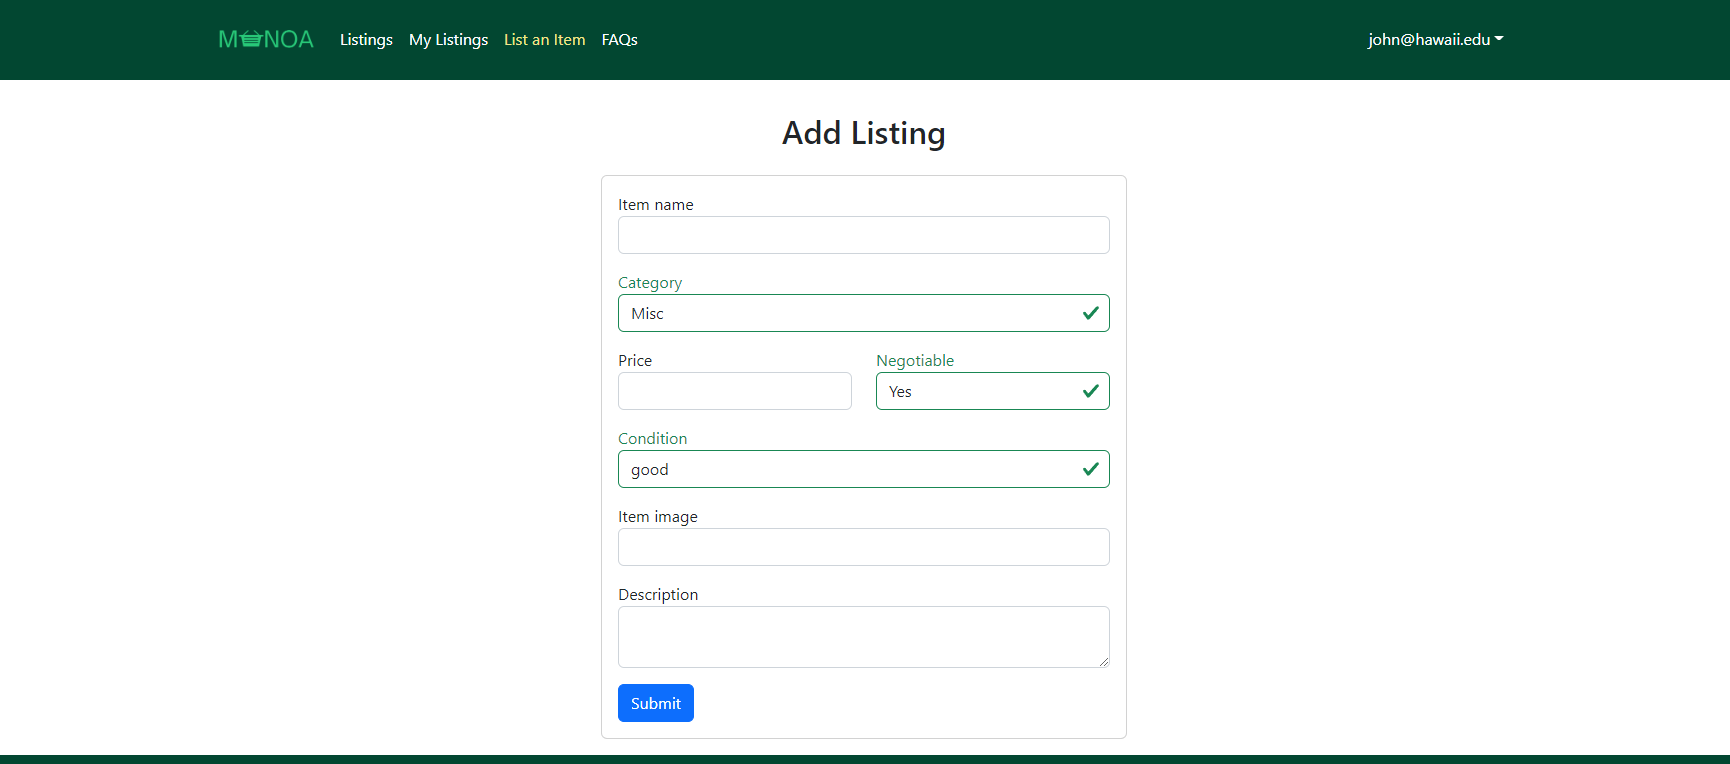 M NOA Listings My Listings List an Item FAQs john@hawaii.edu
Add Listing
Item name
Category
Misc
Price Negotiable
Yes
Condition
good
Item image
Description
Submit